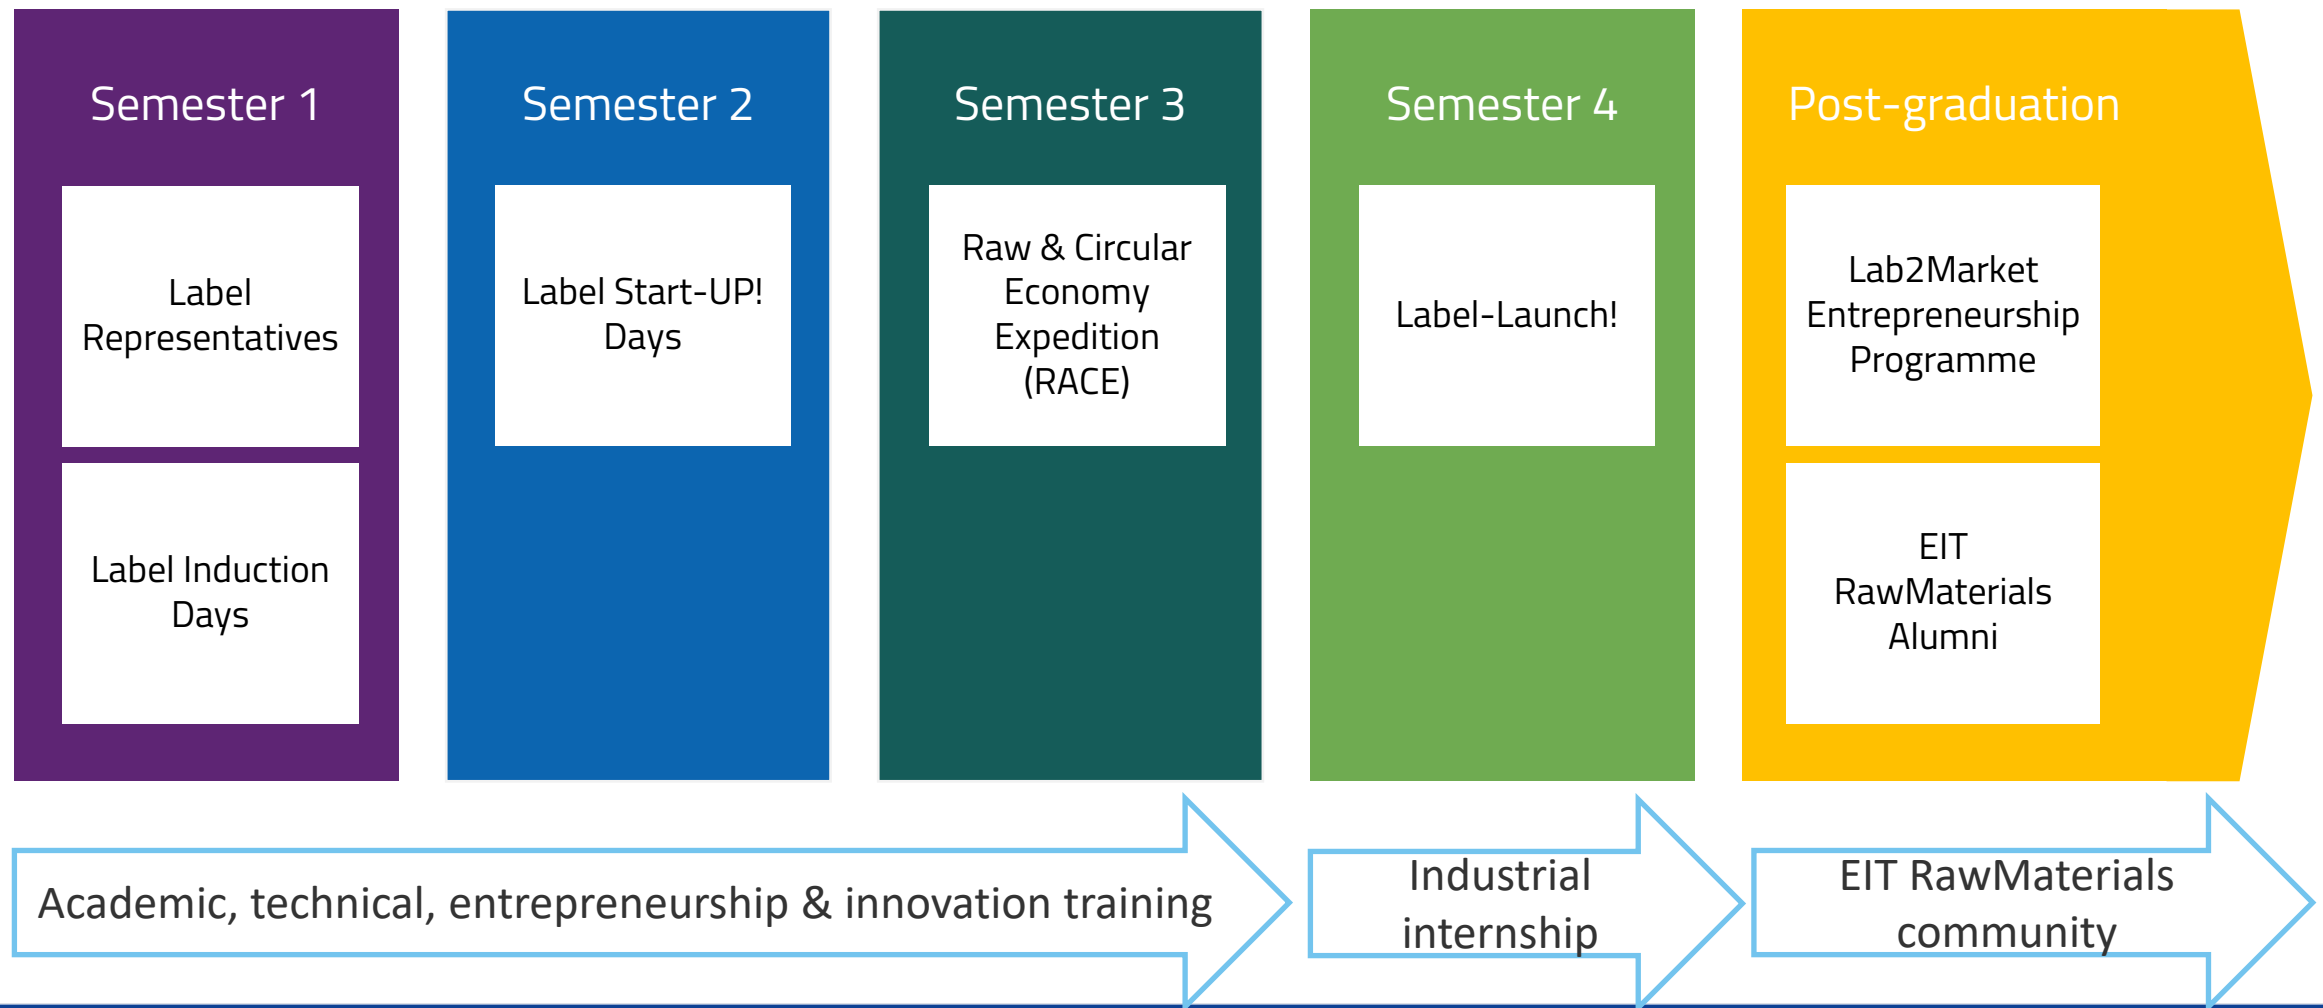 Semester 1
Label
Representatives
Label Induction
Days
Semester 2
Label Start-UP!
Days
Semester 3
Raw & Circular
Economy
Expedition
(RACE)
Semester 4
Label-Launch!
Post-graduation
Lab2Market
Entrepreneurship
Programme
EIT
RawMaterials
Alumni
Academic, technical, entrepreneurship & innovation training
Industrial
internship
EIT RawMaterials
community